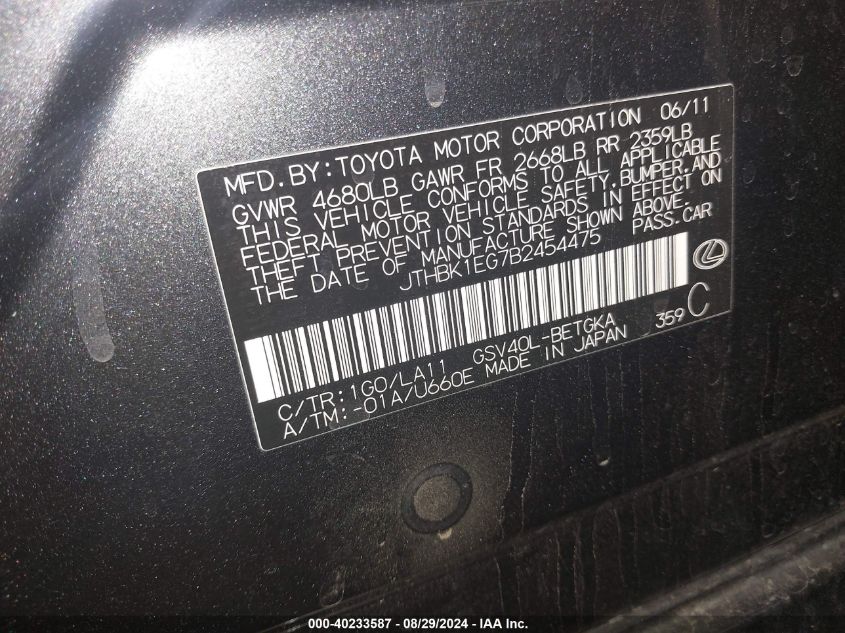 MFD.BY:TOYOTA MOTOR CORPORATION 06/11
GVWR 4680LB GAWR FR 2668LB RR 2359LB
THIS VEHICLE CONFORMS TO ALL APPLICABLE
FEDERAL MOTOR VEHICLE SAFETY,BUMPER,AND
THEFT PREVENTION STANDARDS IN EFFECT ON
THE DATE OF MANUFACTURE SHOWN ABOVE.
JTHBK1EG7B2454475 PASS.CAR
C/TR:1G0/LA11 GSV40L-BETGKA 359 C
A/TM:-01A/U660E MADE IN JAPAN
000-40233587 - 08/29/2024 - IAA Inc.